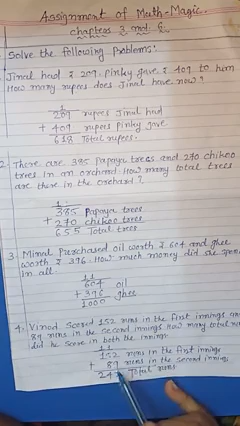 Assignment of Math-Magic.
chapters 3 and 6.
Solve the following Problems:
Jinal had ₹ 209. Pinky gave ₹ 409 to him
How many rupees does Jinal have now?
1
209 rupees Jinal had
+ 409 rupees Pinky gave
618 Total rupees.
2. There are 385 Papaya trees and 270 chikoo
trees in an orchard. How many total trees
are there in the orchard?
1
385 Papaya trees
+ 270 chikoo trees
655 Total trees.
3. Minal Purchased oil worth ₹ 604 and ghee
worth ₹ 396. How much money did she
in all.
1 1
604 oil
+ 396 ghee
1000
4. Vinod Scored 152 runs in the first innings and
89 runs in the second innings. How many total runs
did he score in both the innings.
1 1
152 runs in the first innings
+ 89 runs in the second innings
Total runs